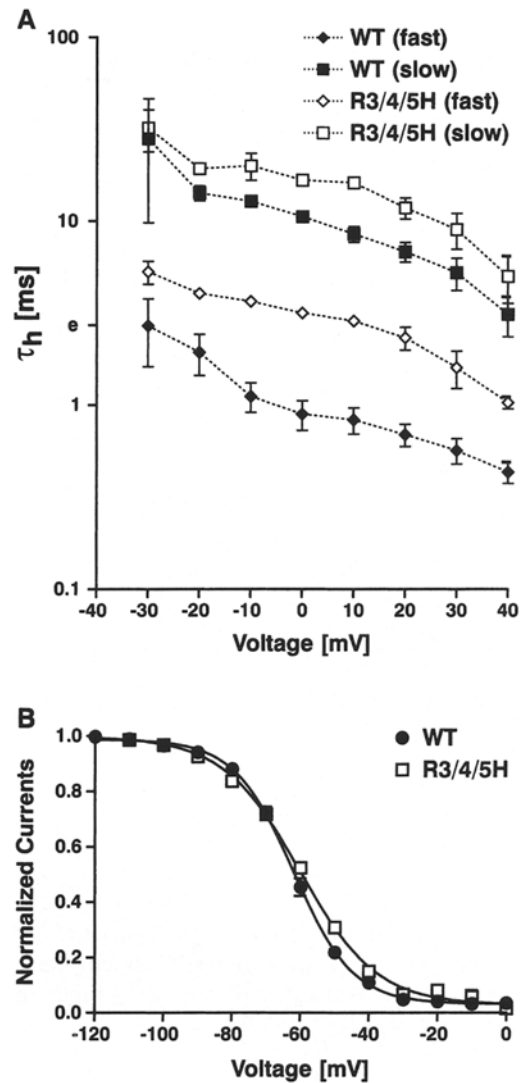 A
100
10
e
1
0.1
τh [ms]
WT (fast)
WT (slow)
R3/4/5H (fast)
R3/4/5H (slow)
-40 -30 -20 -10 0 10 20 30 40
Voltage [mV]
B
1.0
0.8
0.6
0.4
0.2
0.0
Normalized Currents
WT
R3/4/5H
-120 -100 -80 -60 -40 -20 0
Voltage [mV]